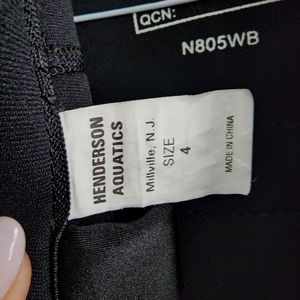 QCN:
N805WB
HENDERSON
AQUATICS
Millville, N.J.
SIZE
4
MADE IN CHINA